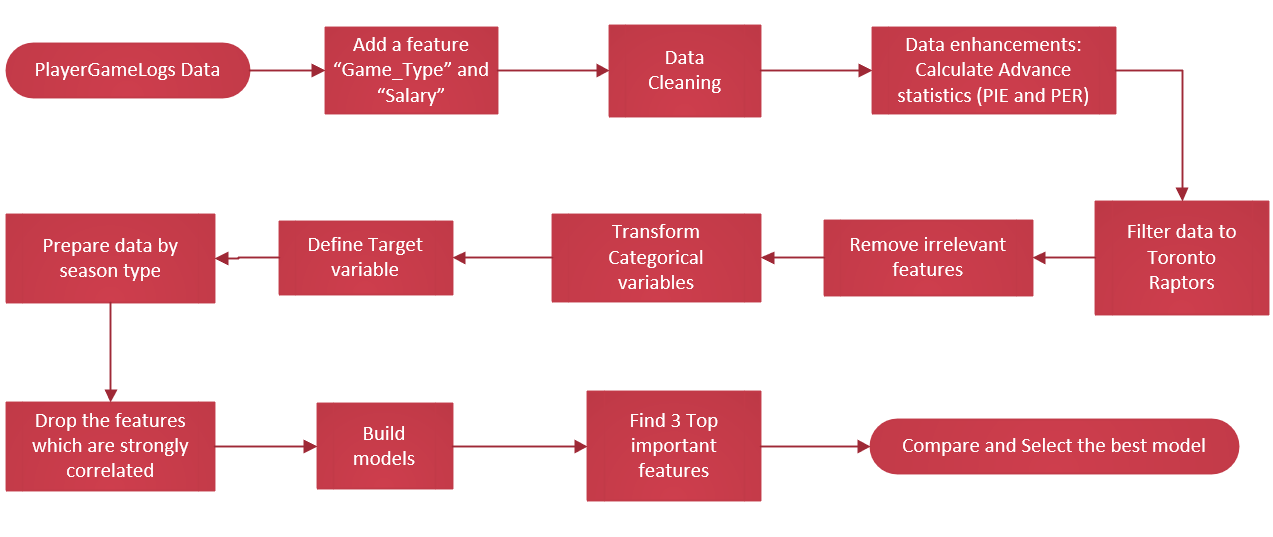 PlayerGameLogs Data
Add a feature
“Game_Type” and
“Salary”
Data
Cleaning
Data enhancements:
Calculate Advance
statistics (PIE and PER)
Filter data to
Toronto
Raptors
Remove irrelevant
features
Transform
Categorical
variables
Define Target
variable
Prepare data by
season type
Drop the features
which are strongly
correlated
Build
models
Find 3 Top
important
features
Compare and Select the best model